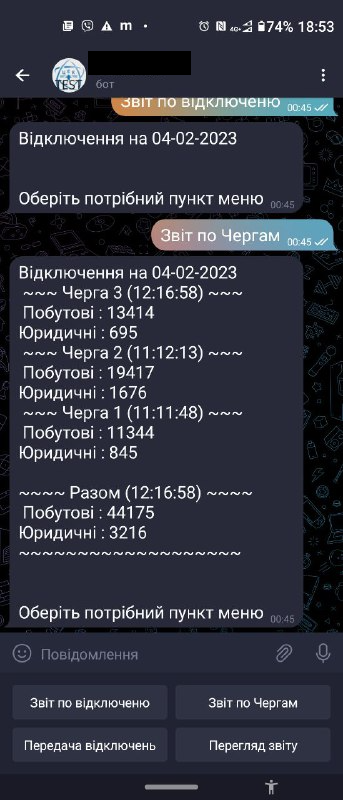 m
4G+
74% 18:53
TEST
бот
Звіт по відключеню 00:45
Відключення на 04-02-2023
Оберіть потрібний пункт меню 00:45
Звіт по Чергам 00:45
Відключення на 04-02-2023
~~~ Черга 3 (12:16:58) ~~~
Побутові : 13414
Юридичні : 695
~~~ Черга 2 (11:12:13) ~~~
Побутові : 19417
Юридичні : 1676
~~~ Черга 1 (11:11:48) ~~~
Побутові : 11344
Юридичні : 845
~~~~ Разом (12:16:58) ~~~~
Побутові : 44175
Юридичні : 3216
~~~~~~~~~~~~~~~~~~~
Оберіть потрібний пункт меню 00:45
Повідомлення
Звіт по відключеню
Звіт по Чергам
Передача відключень
Перегляд звіту